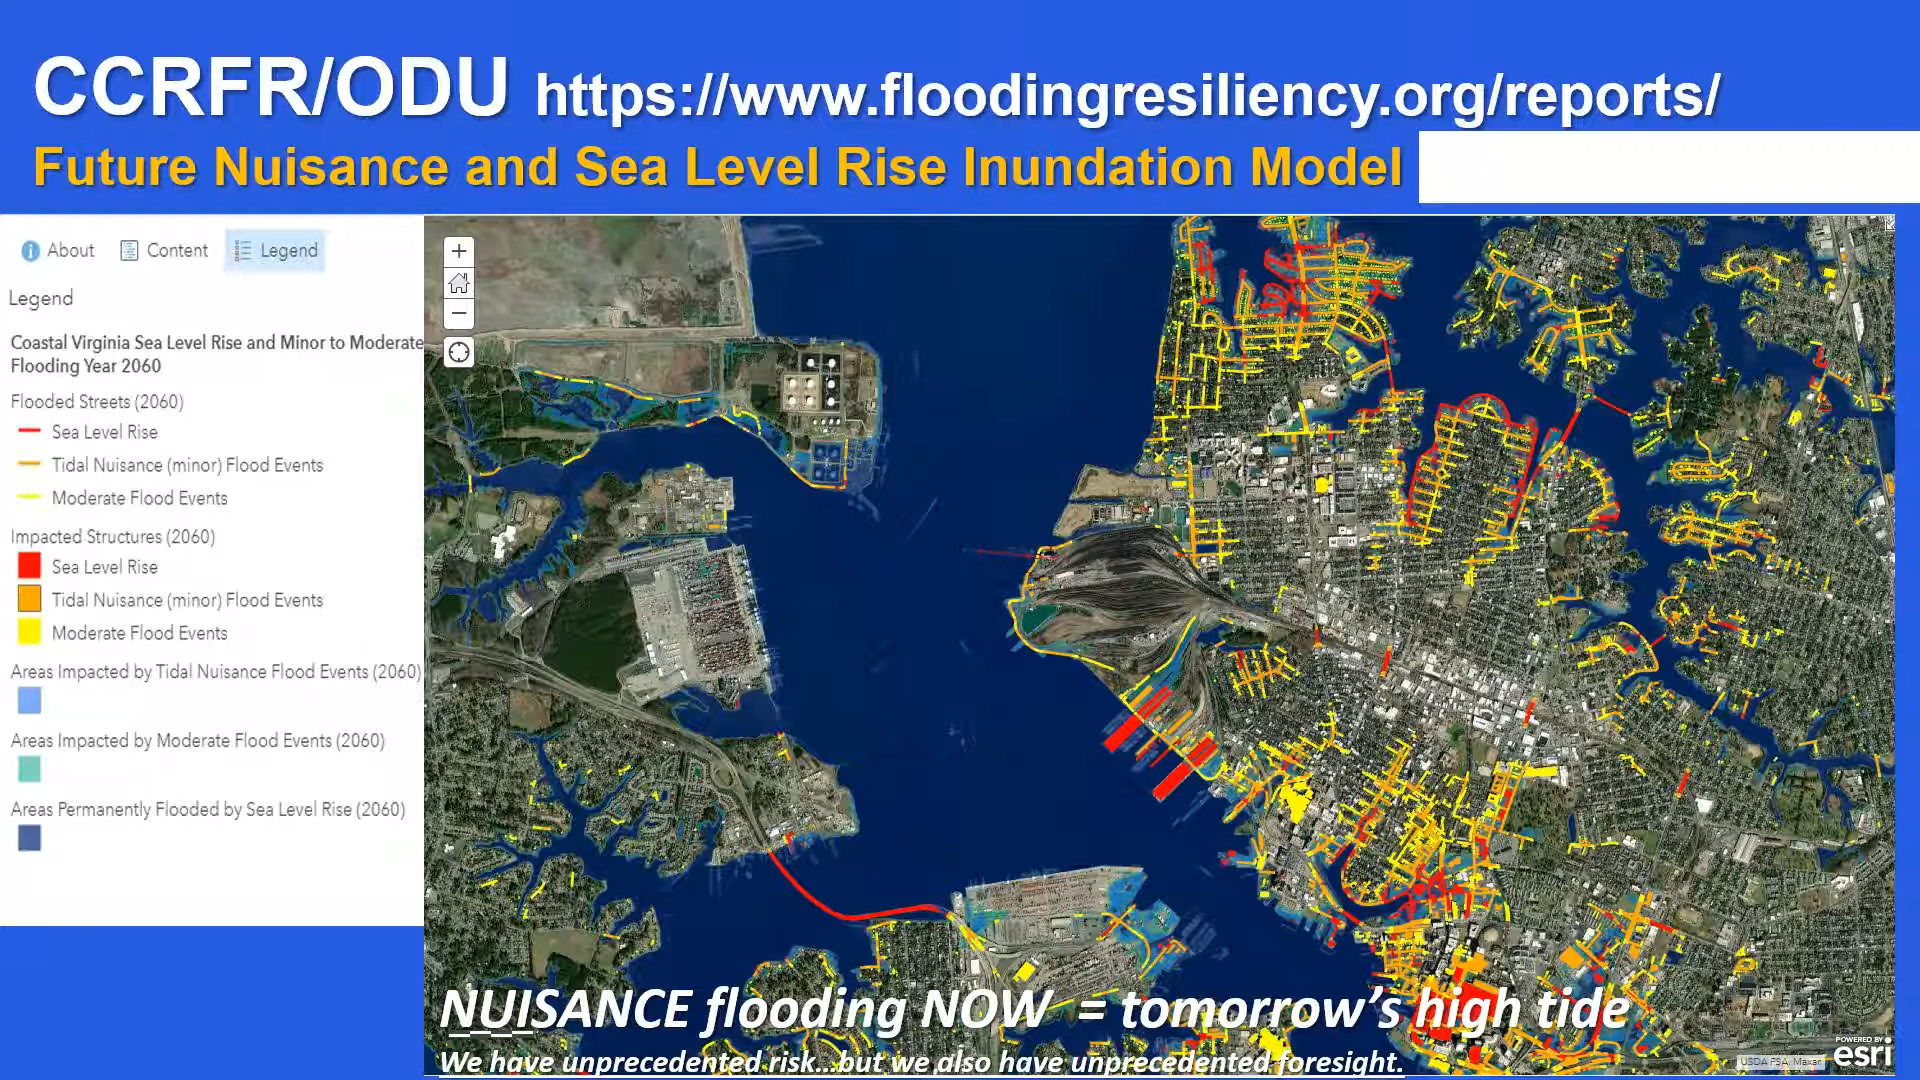 CCRFR/ODU https://www.floodingresiliency.org/reports/
Future Nuisance and Sea Level Rise Inundation Model
About Content Legend
Legend
Coastal Virginia Sea Level Rise and Minor to Moderate
Flooding Year 2060
Flooded Streets (2060)
Sea Level Rise
Tidal Nuisance (minor) Flood Events
Moderate Flood Events
Impacted Structures (2060)
Sea Level Rise
Tidal Nuisance (minor) Flood Events
Moderate Flood Events
Areas Impacted by Tidal Nuisance Flood Events (2060)
Areas Impacted by Moderate Flood Events (2060)
Areas Permanently Flooded by Sea Level Rise (2060)
NUISANCE flooding NOW = tomorrow's high tide
We have unprecedented risk...but we also have unprecedented foresight.
USDA FSA, Maxar
POWERED BY
esri